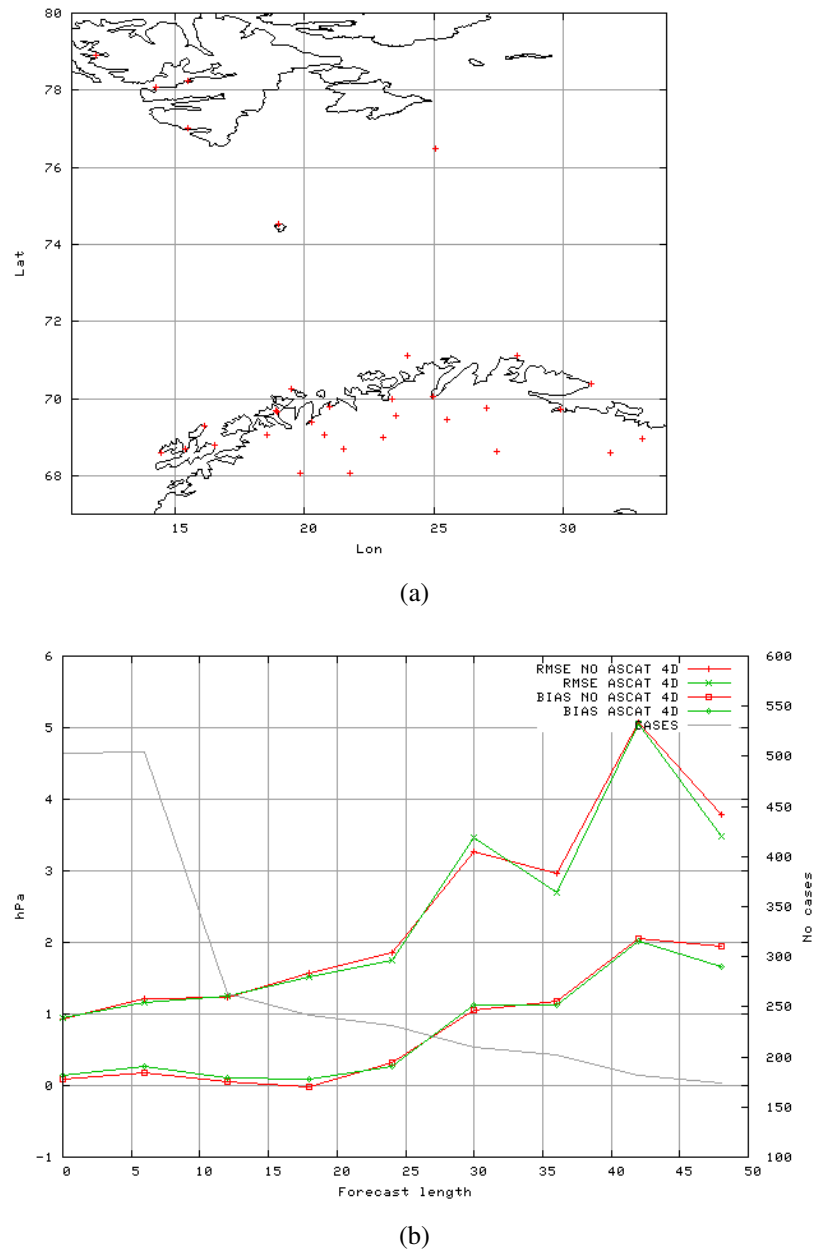 80
78
76
74
72
70
68
Lat
15 20 25 30
Lon
(a)
6 600
RMSE NO ASCAT 4D
RMSE ASCAT 4D
BIAS NO ASCAT 4D
BIAS ASCAT 4D
CASES
550
5
500
4 450
400
3
350
2 300
250
1
200
0
150
-1 100
hPa
No cases
0 5 10 15 20 25 30 35 40 45 50
Forecast length
(b)